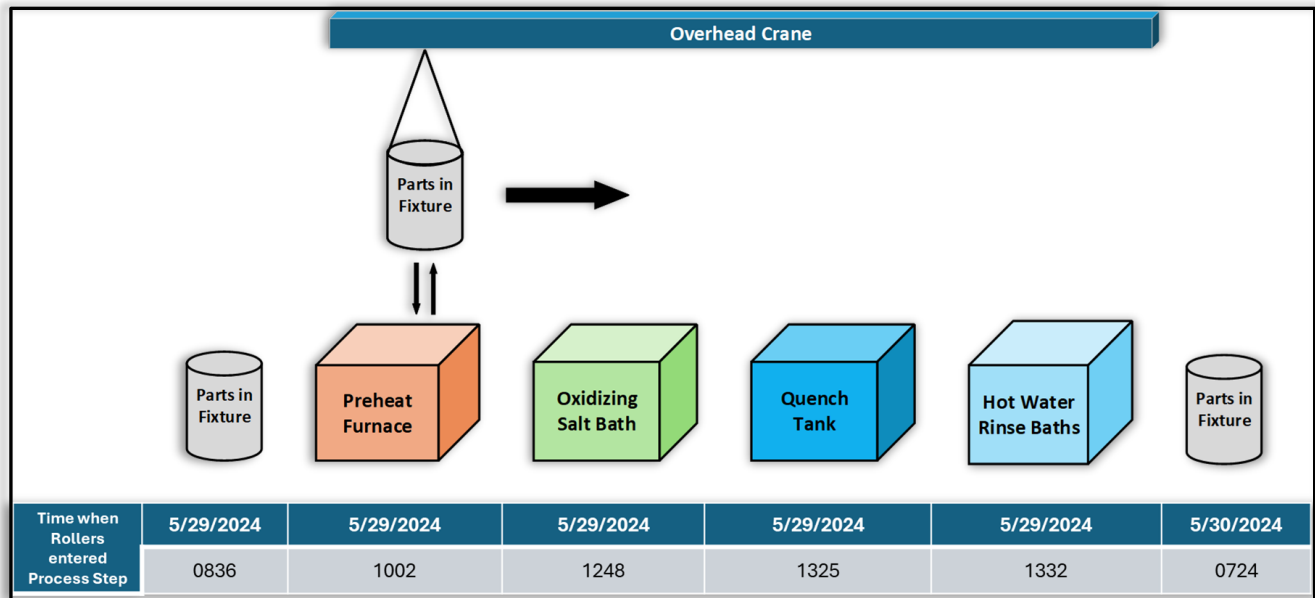 Overhead Crane
Parts in
Fixture
Parts in
Fixture
Preheat
Furnace
Oxidizing
Salt Bath
Quench
Tank
Hot Water
Rinse Baths
Parts in
Fixture
Time when
Rollers
entered
Process Step
5/29/2024 5/29/2024 5/29/2024 5/29/2024 5/29/2024 5/30/2024
0836 1002 1248 1325 1332 0724